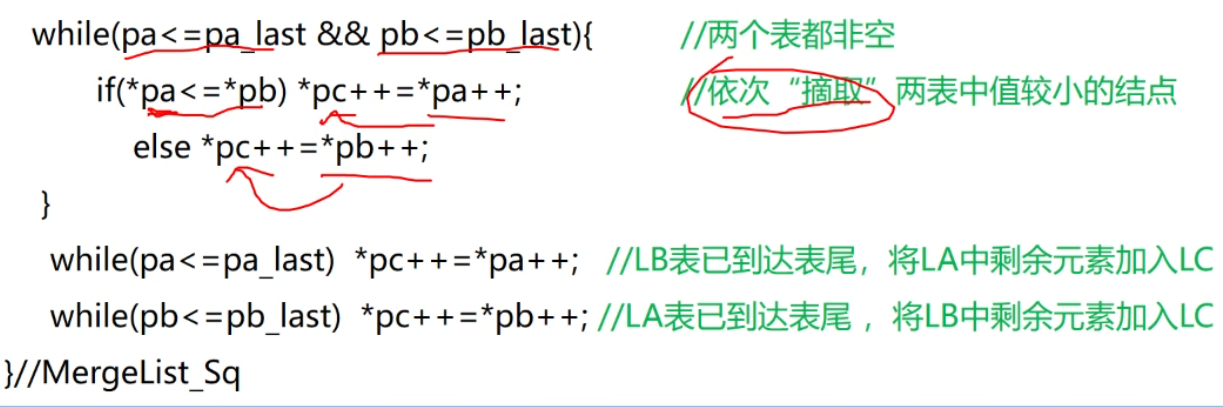 while(pa<=pa_last && pb<=pb_last){ //两个表都非空
if(*pa<=*pb) *pc++=*pa++; //依次“摘取”两表中值较小的结点
else *pc++=*pb++;
}
while(pa<=pa_last) *pc++=*pa++; //LB表已到达表尾，将LA中剩余元素加入LC
while(pb<=pb_last) *pc++=*pb++; //LA表已到达表尾，将LB中剩余元素加入LC
}//MergeList_Sq